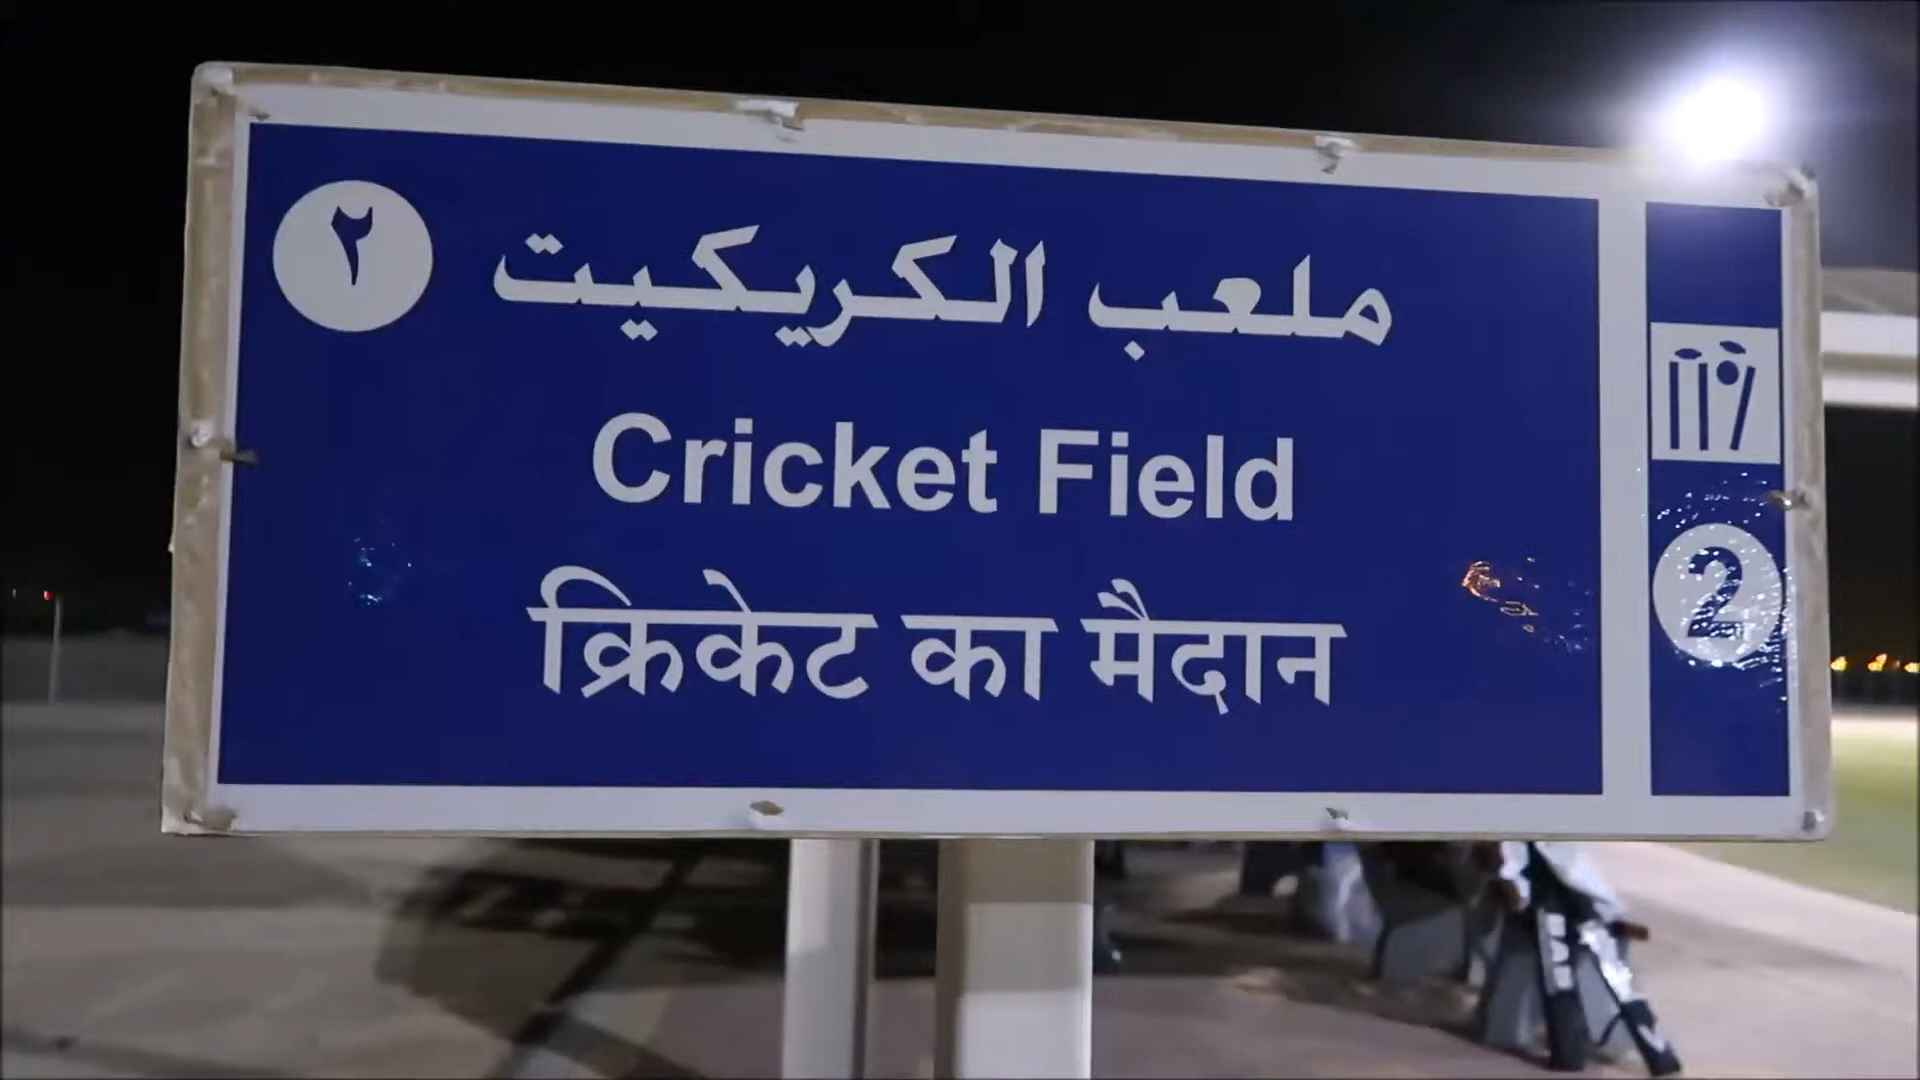 ٢
ملعب الكريكيت
Cricket Field
क्रिकेट का मैदान
2